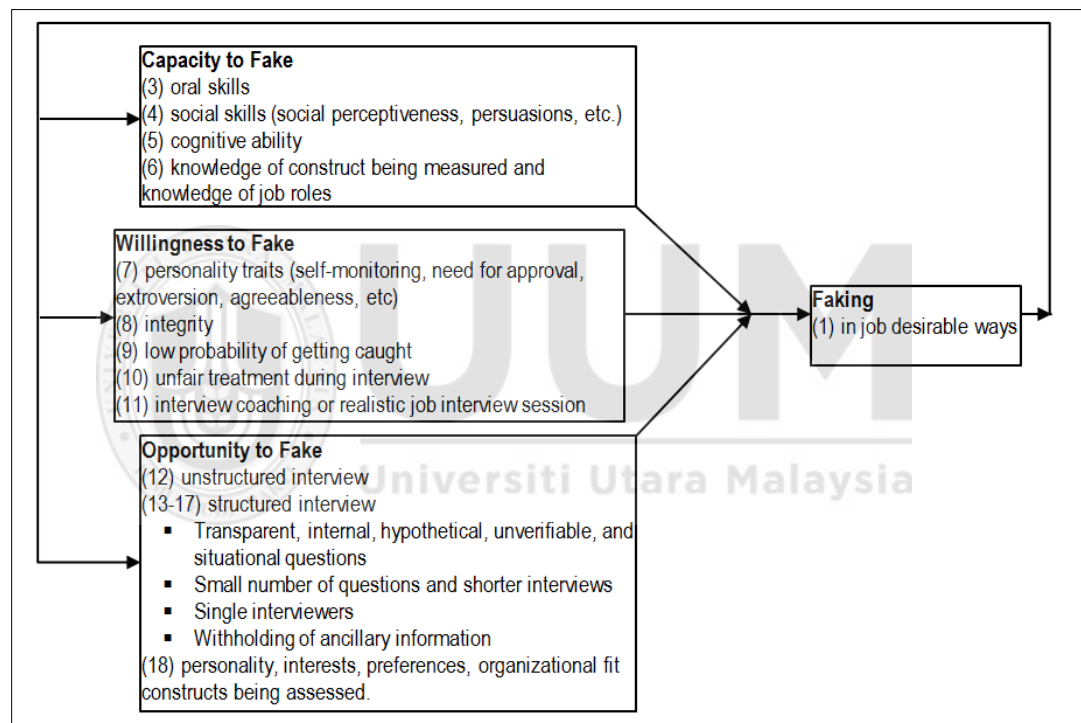 Capacity to Fake
(3) oral skills
(4) social skills (social perceptiveness, persuasions, etc.)
(5) cognitive ability
(6) knowledge of construct being measured and
knowledge of job roles
Willingness to Fake
(7) personality traits (self-monitoring, need for approval,
extroversion, agreeableness, etc)
(8) integrity
(9) low probability of getting caught
(10) unfair treatment during interview
(11) interview coaching or realistic job interview session
Faking
(1) in job desirable ways
Opportunity to Fake
(12) unstructured interview
(13-17) structured interview
▪ Transparent, internal, hypothetical, unverifiable, and
situational questions
▪ Small number of questions and shorter interviews
▪ Single interviewers
▪ Withholding of ancillary information
(18) personality, interests, preferences, organizational fit
constructs being assessed.
UUM
Universiti Utara Malaysia